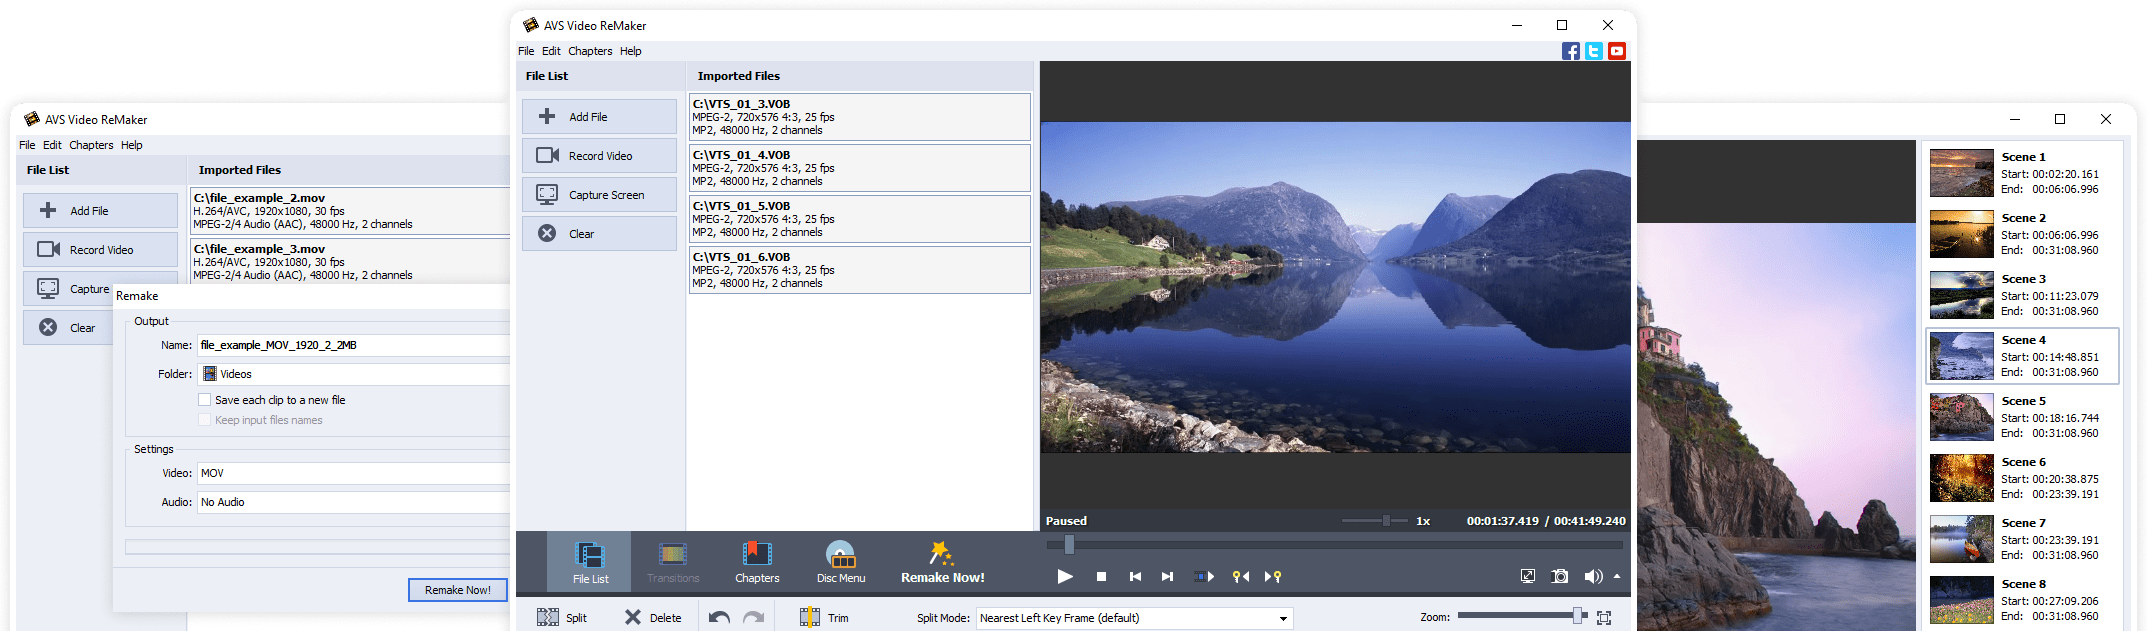 AVS Video ReMaker
File Edit Chapters Help
File List
Imported Files
Add File
Record Video
Capture
Clear
C:\file_example_2.mov
H.264/AVC, 1920x1080, 30 fps
MPEG-2/4 Audio (AAC), 48000 Hz, 2 channels
C:\file_example_3.mov
H.264/AVC, 1920x1080, 30 fps
MPEG-2/4 Audio (AAC), 48000 Hz, 2 channels
Remake
Output
Name: file_example_MOV_1920_2_2MB
Folder: Videos
Save each clip to a new file
Keep input files names
Settings
Video: MOV
Audio: No Audio
Remake Now!
AVS Video ReMaker
File Edit Chapters Help
File List
Imported Files
Add File
Record Video
Capture Screen
Clear
C:\VTS_01_3.VOB
MPEG-2, 720x576 4:3, 25 fps
MP2, 48000 Hz, 2 channels
C:\VTS_01_4.VOB
MPEG-2, 720x576 4:3, 25 fps
MP2, 48000 Hz, 2 channels
C:\VTS_01_5.VOB
MPEG-2, 720x576 4:3, 25 fps
MP2, 48000 Hz, 2 channels
C:\VTS_01_6.VOB
MPEG-2, 720x576 4:3, 25 fps
MP2, 48000 Hz, 2 channels
Paused
1x
00:01:37.419 / 00:41:49.240
File List
Transitions
Chapters
Disc Menu
Remake Now!
Split
Delete
Trim
Split Mode: Nearest Left Key Frame (default)
Zoom:
Scene 1
Start: 00:02:20.161
End: 00:06:06.996
Scene 2
Start: 00:06:06.996
End: 00:31:08.960
Scene 3
Start: 00:11:23.079
End: 00:31:08.960
Scene 4
Start: 00:14:48.851
End: 00:31:08.960
Scene 5
Start: 00:18:16.744
End: 00:31:08.960
Scene 6
Start: 00:20:38.875
End: 00:23:39.191
Scene 7
Start: 00:23:39.191
End: 00:31:08.960
Scene 8
Start: 00:27:09.206
End: 00:31:08.960